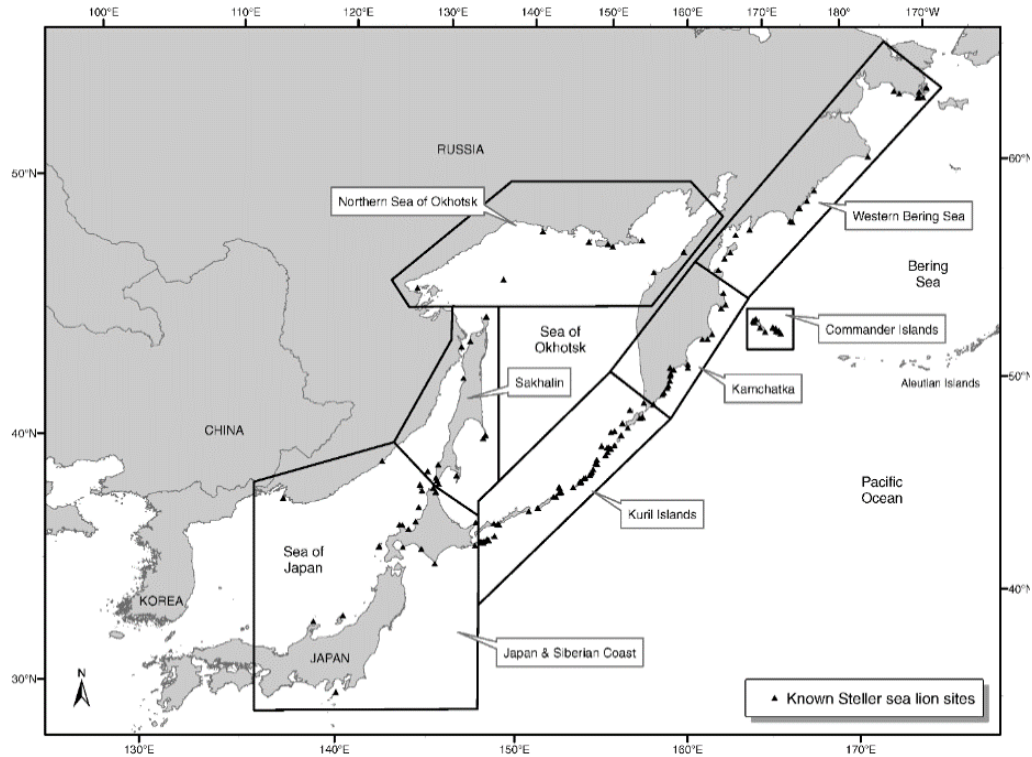 100°E 110°E 120°E 130°E 140°E 150°E 160°E 170°E 180° 170°W
RUSSIA
50°N
60°N
Northern Sea of Okhotsk
Western Bering Sea
Bering
Sea
Commander Islands
Sea of
Okhotsk
Sakhalin
Aleutian Islands
50°N
Kamchatka
CHINA
40°N
Pacific
Ocean
Kuril Islands
Sea of
Japan
40°N
KOREA
Japan & Siberian Coast
JAPAN
N
30°N
Known Steller sea lion sites
130°E 140°E 150°E 160°E 170°E